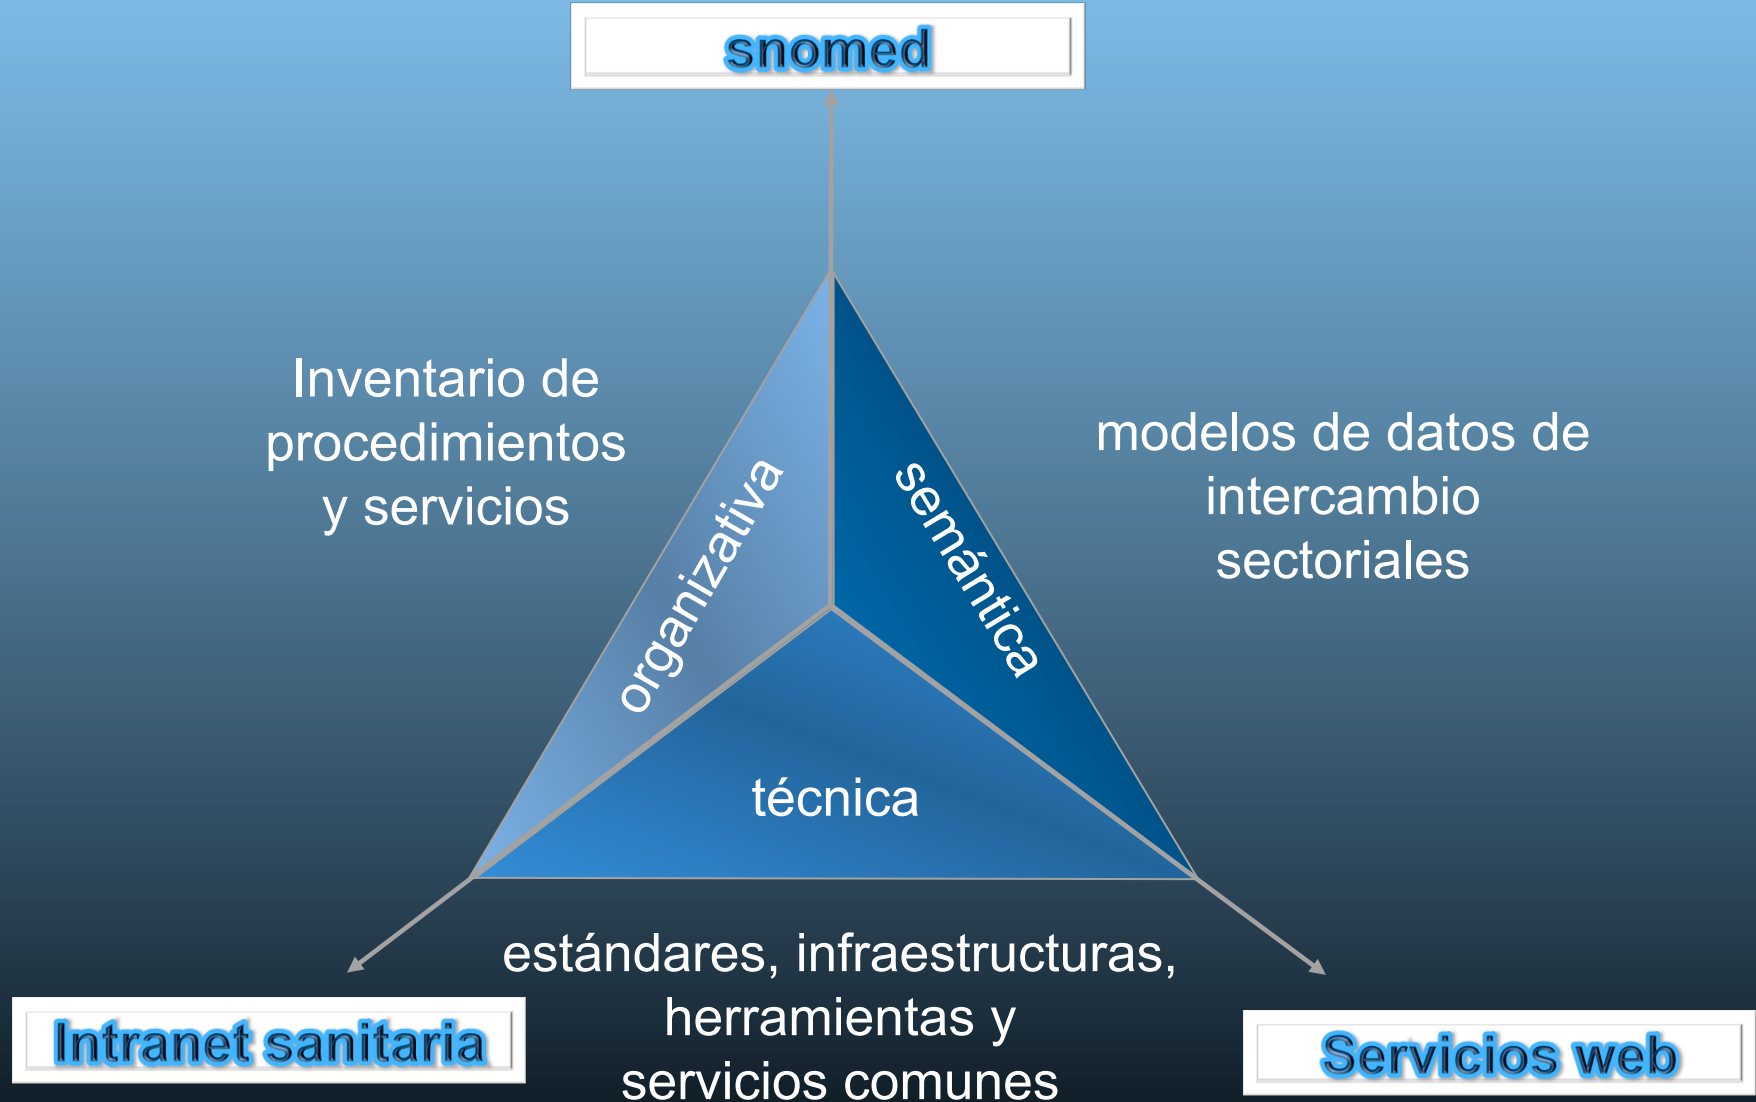 snomed
Inventario de
procedimientos
y servicios
modelos de datos de
intercambio
sectoriales
organizativa
semántica
técnica
estándares, infraestructuras,
herramientas y
servicios comunes
Intranet sanitaria
Servicios web